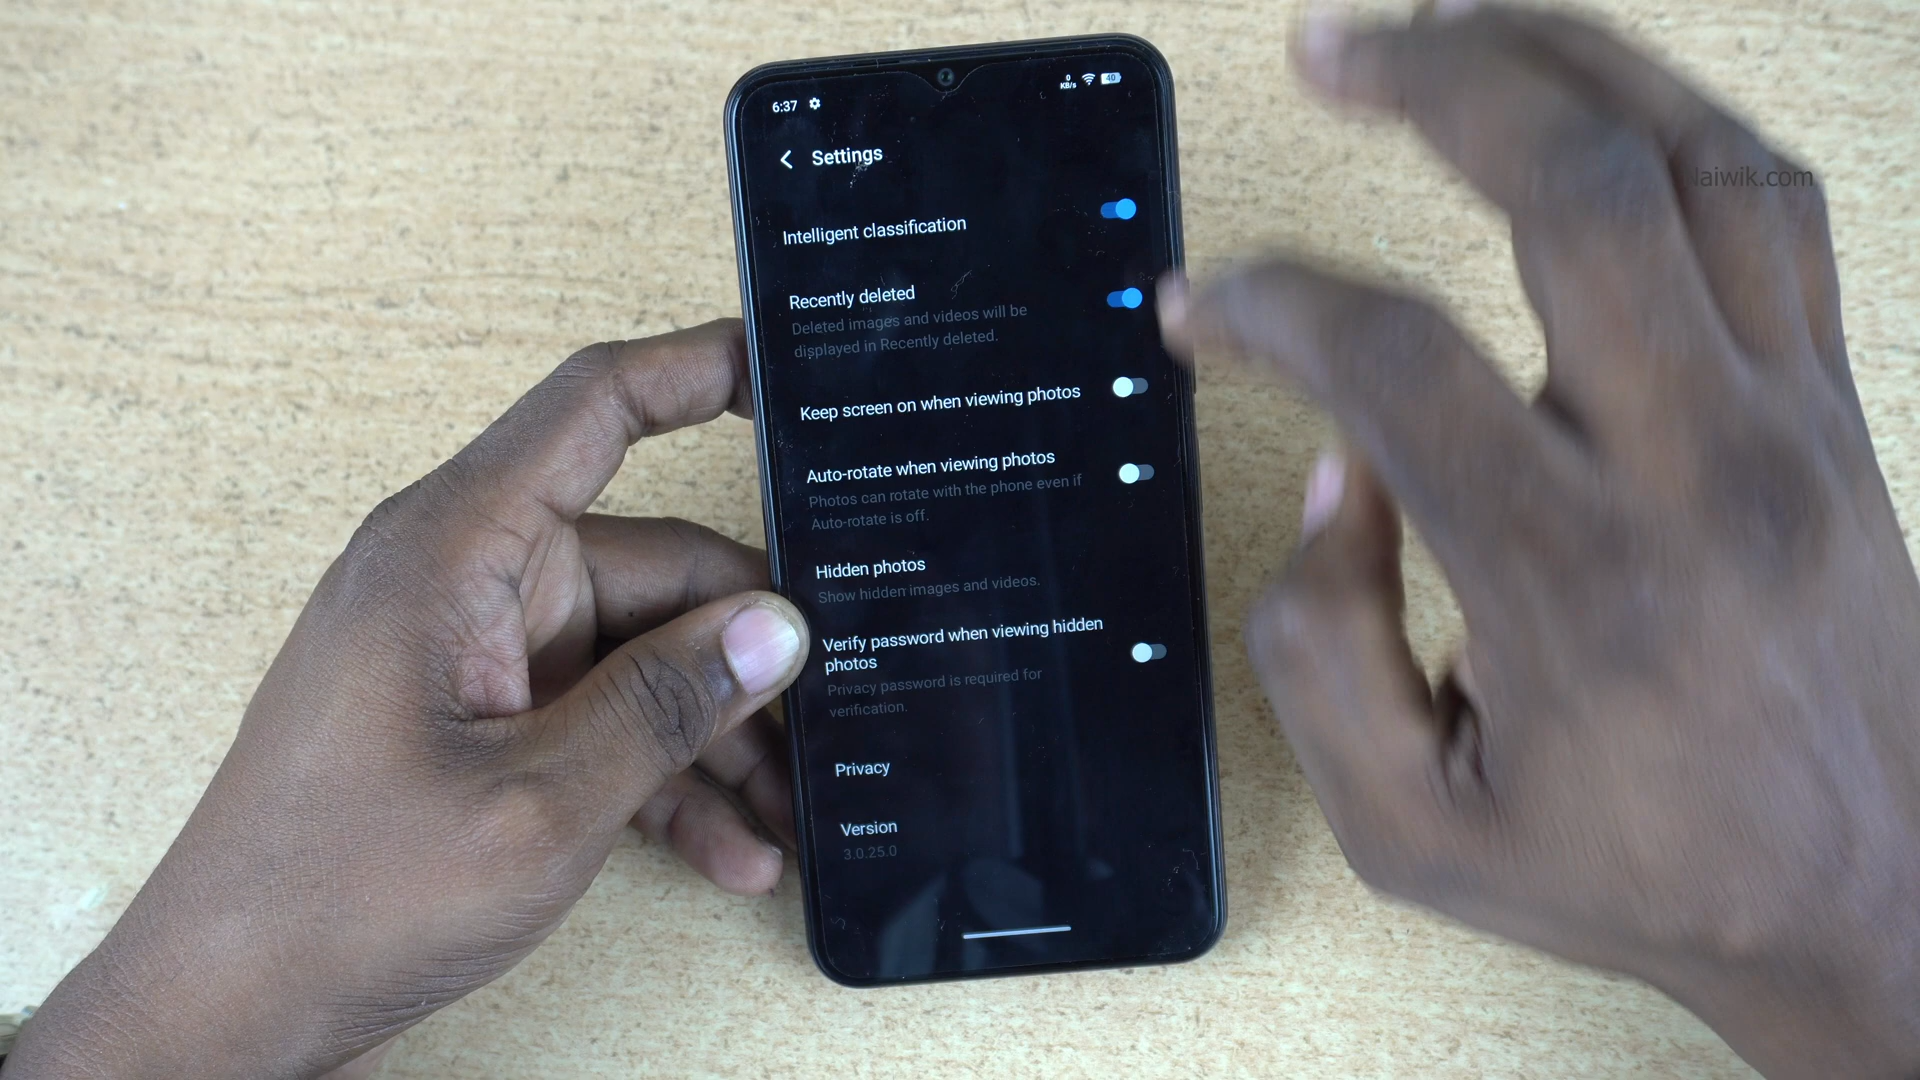 6:37
0
KB/s
40
Settings
Intelligent classification
Recently deleted
Deleted images and videos will be
displayed in Recently deleted.
Keep screen on when viewing photos
Auto-rotate when viewing photos
Photos can rotate with the phone even if
Auto-rotate is off.
Hidden photos
Show hidden images and videos.
Verify password when viewing hidden
photos
Privacy password is required for
verification.
Privacy
Version
3.0.25.0